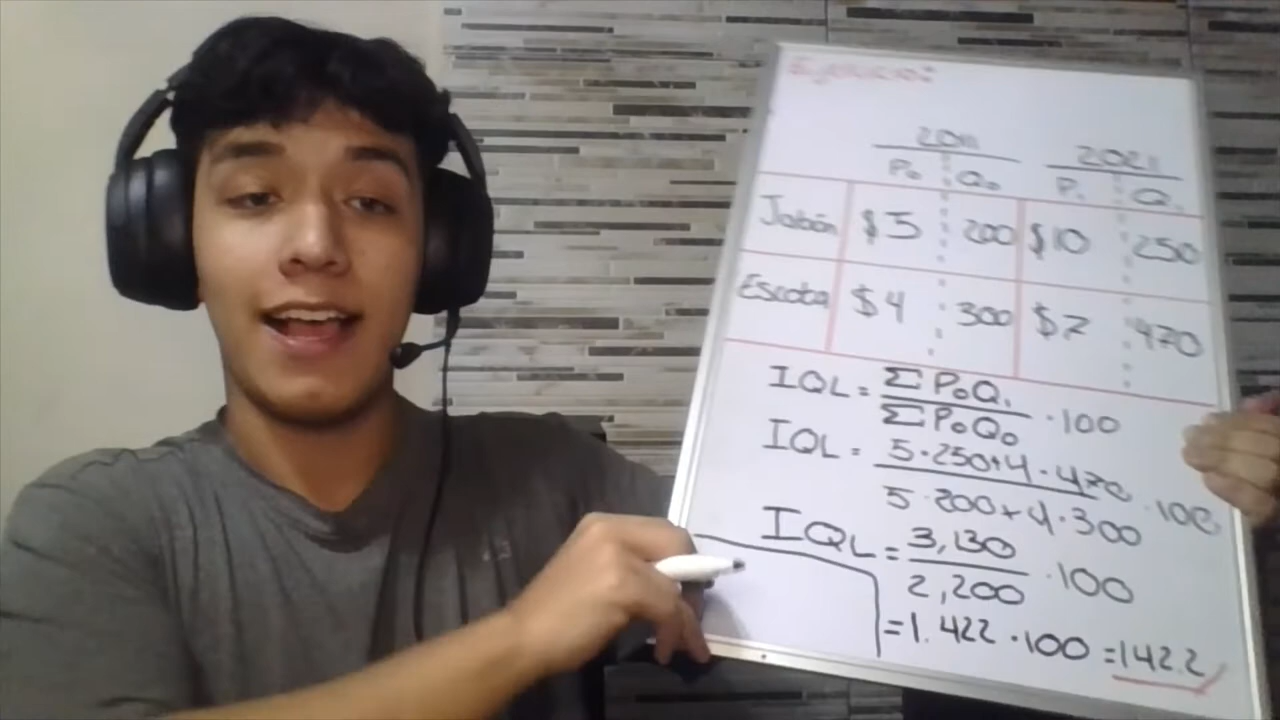 Ejercicio:
2011 2021
P₀ Q₀ P₁ Q₁
Jabón $5 200 $10 250
Escoba $4 300 $7 470
IQL = ΣP₀Q₁ / ΣP₀Q₀ · 100
IQL = 5·250+4·470 / 5·200+4·300 · 100
IQL = 3,130 / 2,200 · 100
= 1.422 · 100 = 142.2